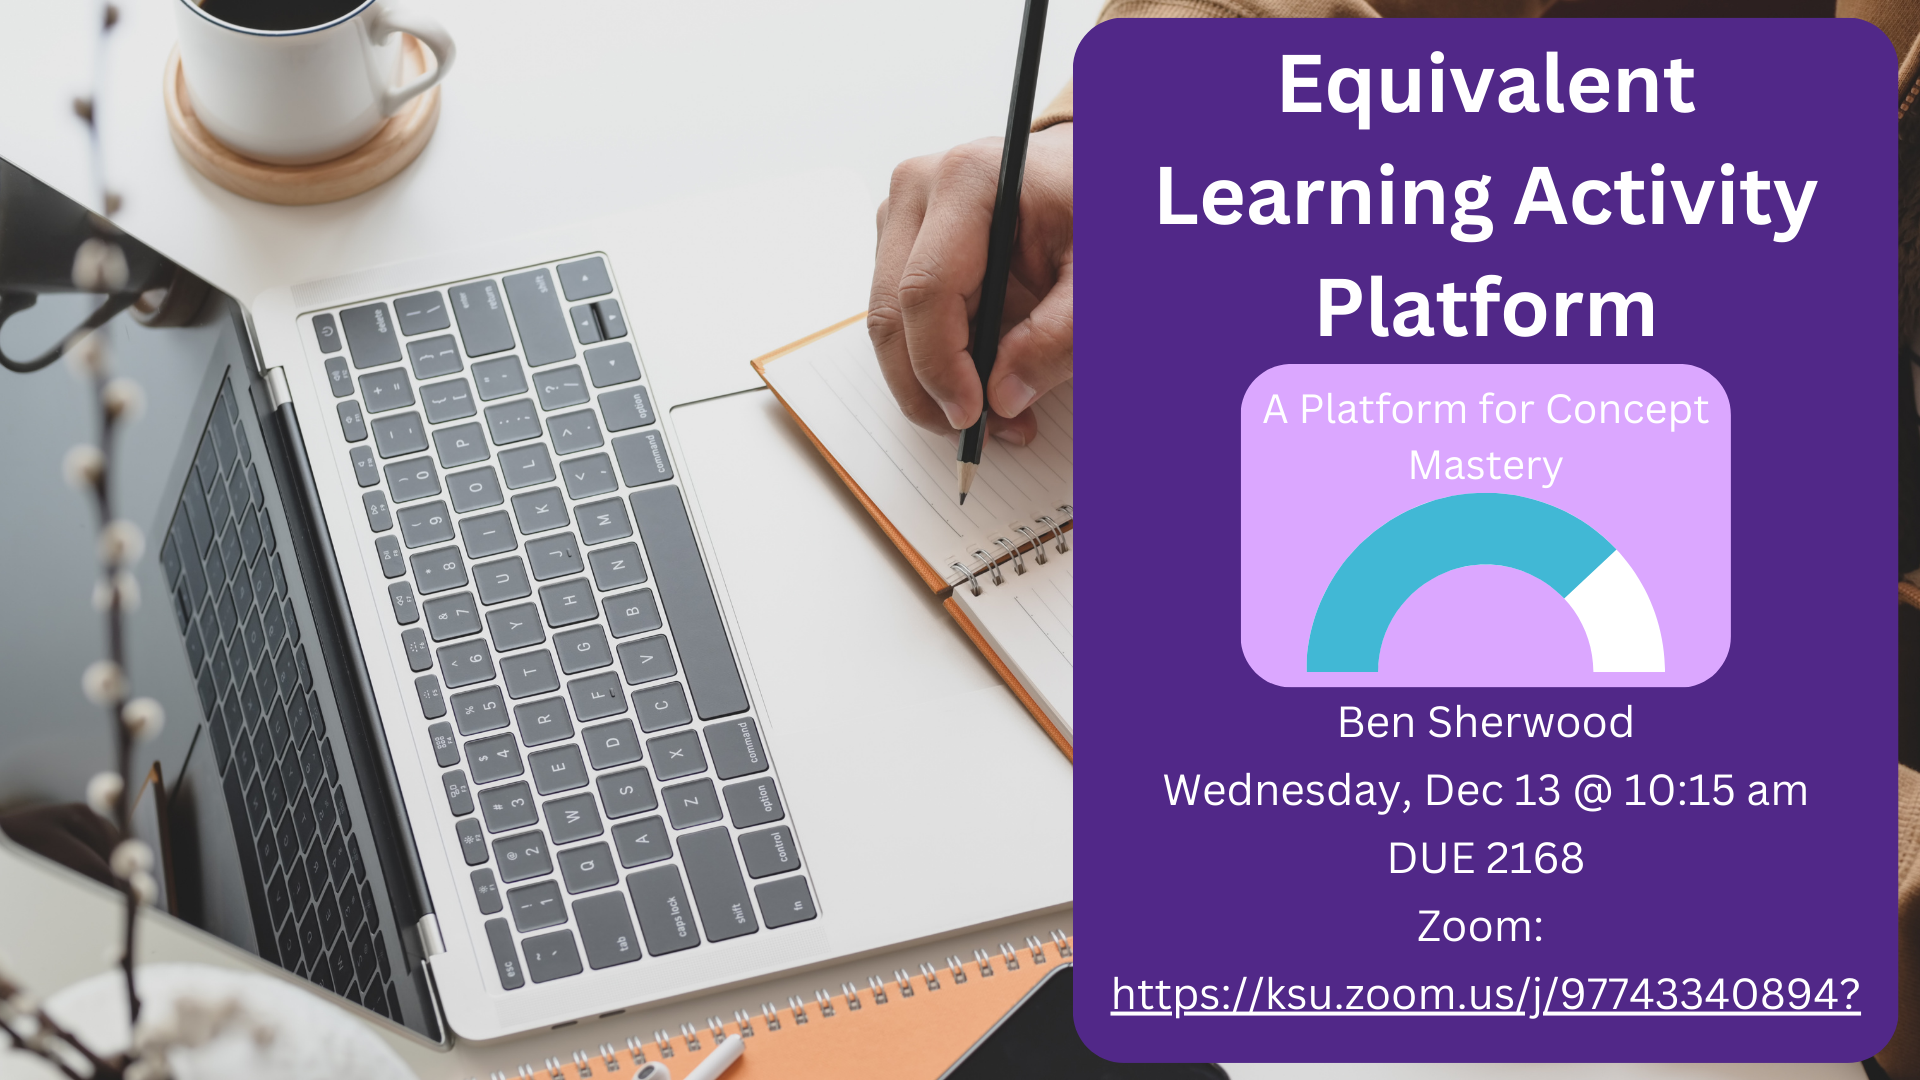 Equivalent
Learning Activity
Platform
A Platform for Concept
Mastery
Ben Sherwood
Wednesday, Dec 13 @ 10:15 am
DUE 2168
Zoom:
https://ksu.zoom.us/j/97743340894?